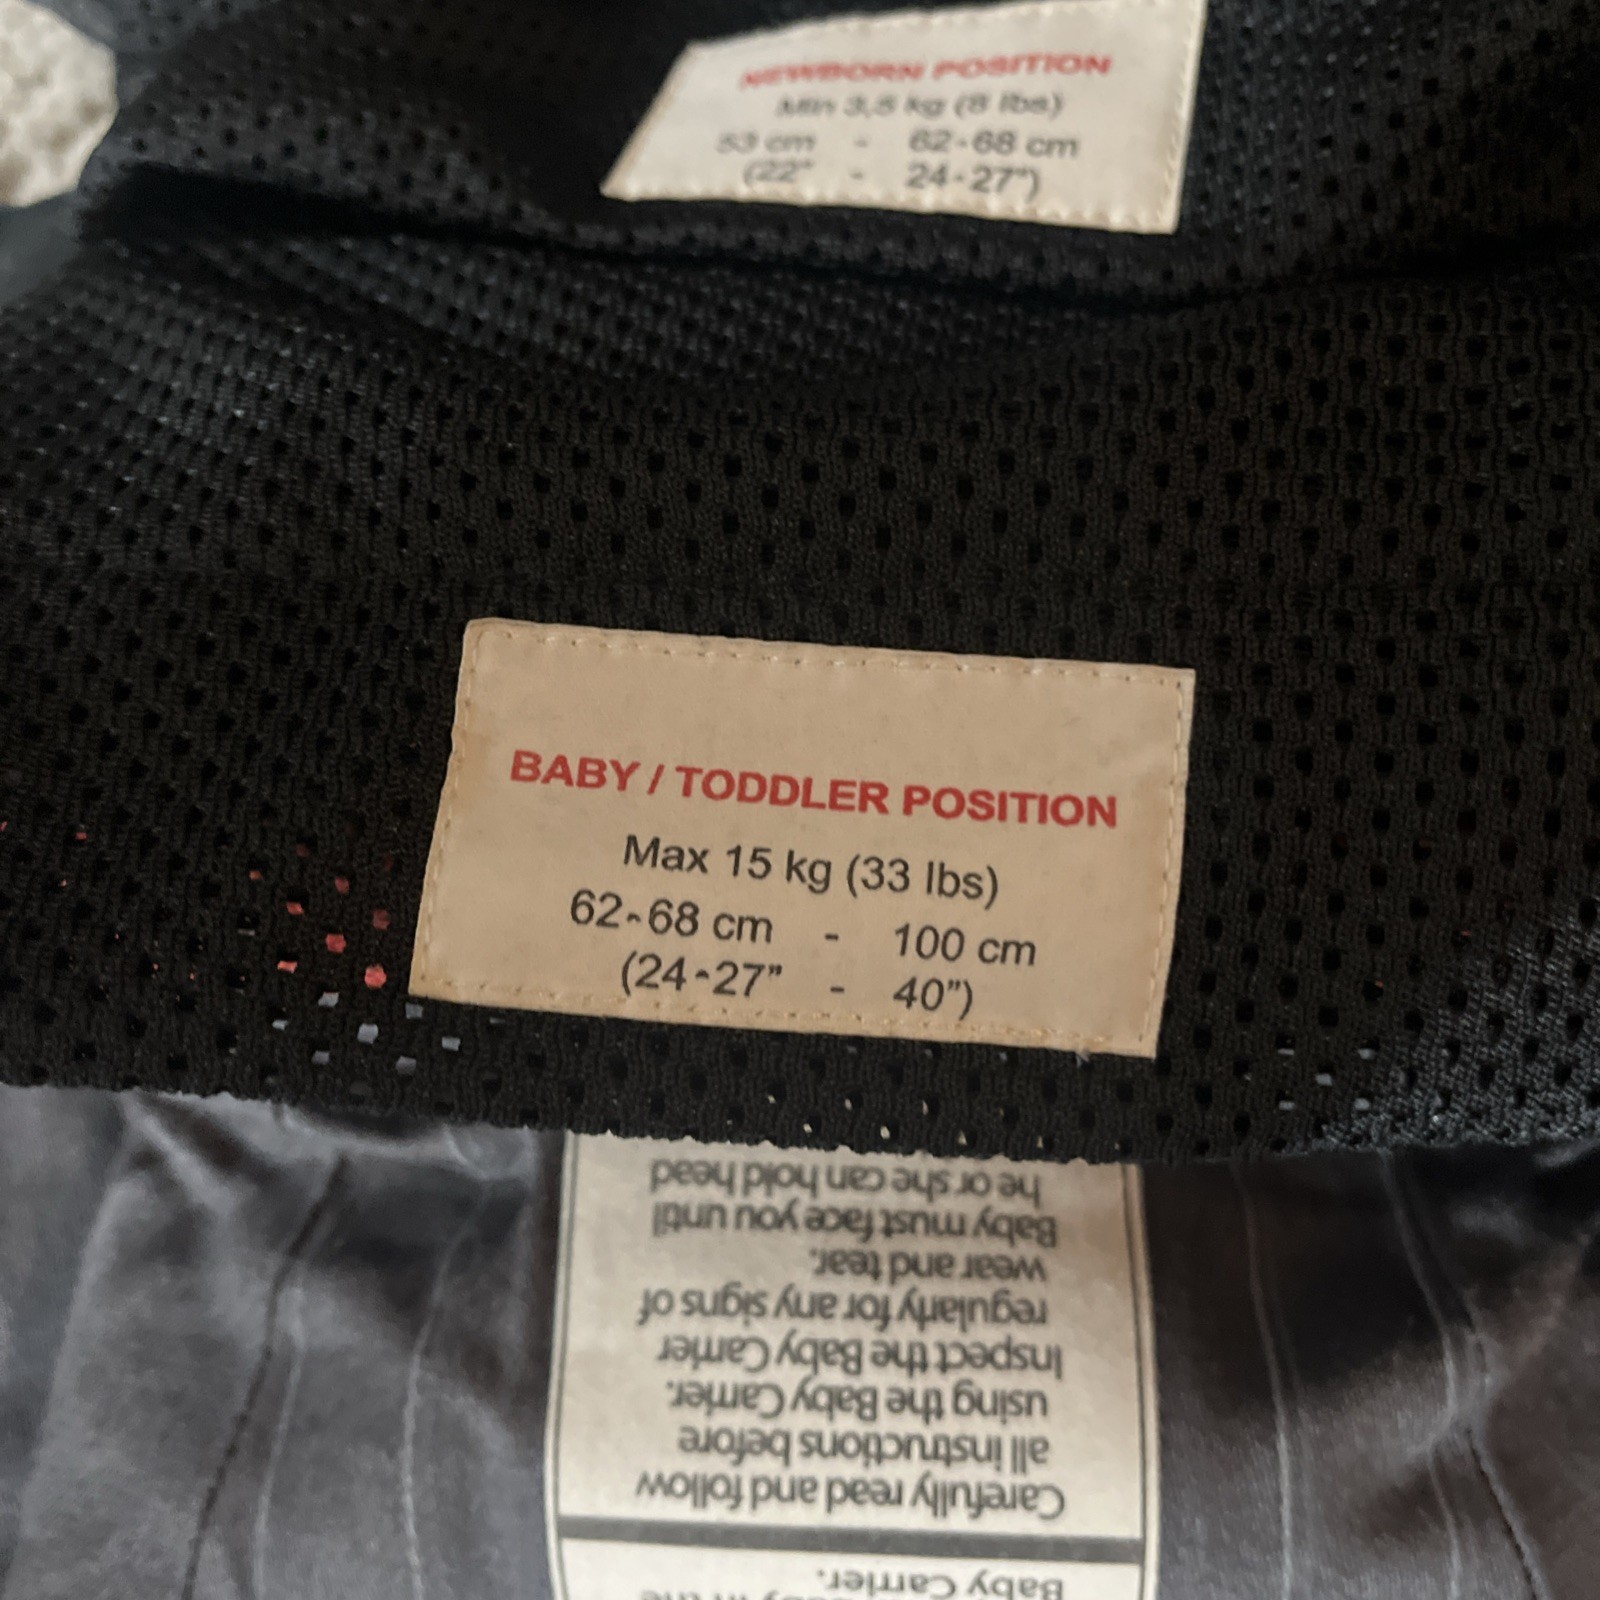 NEWBORN POSITION
Min 3,5 kg (8 lbs)
53 cm - 62-68 cm
(22" - 24-27")
BABY / TODDLER POSITION
Max 15 kg (33 lbs)
62-68 cm - 100 cm
(24-27" - 40")
Baby Carrier.
Carefully read and follow
all instructions before
using the Baby Carrier.
Inspect the Baby Carrier
regularly for any signs of
wear and tear.
Baby must face you until
he or she can hold head